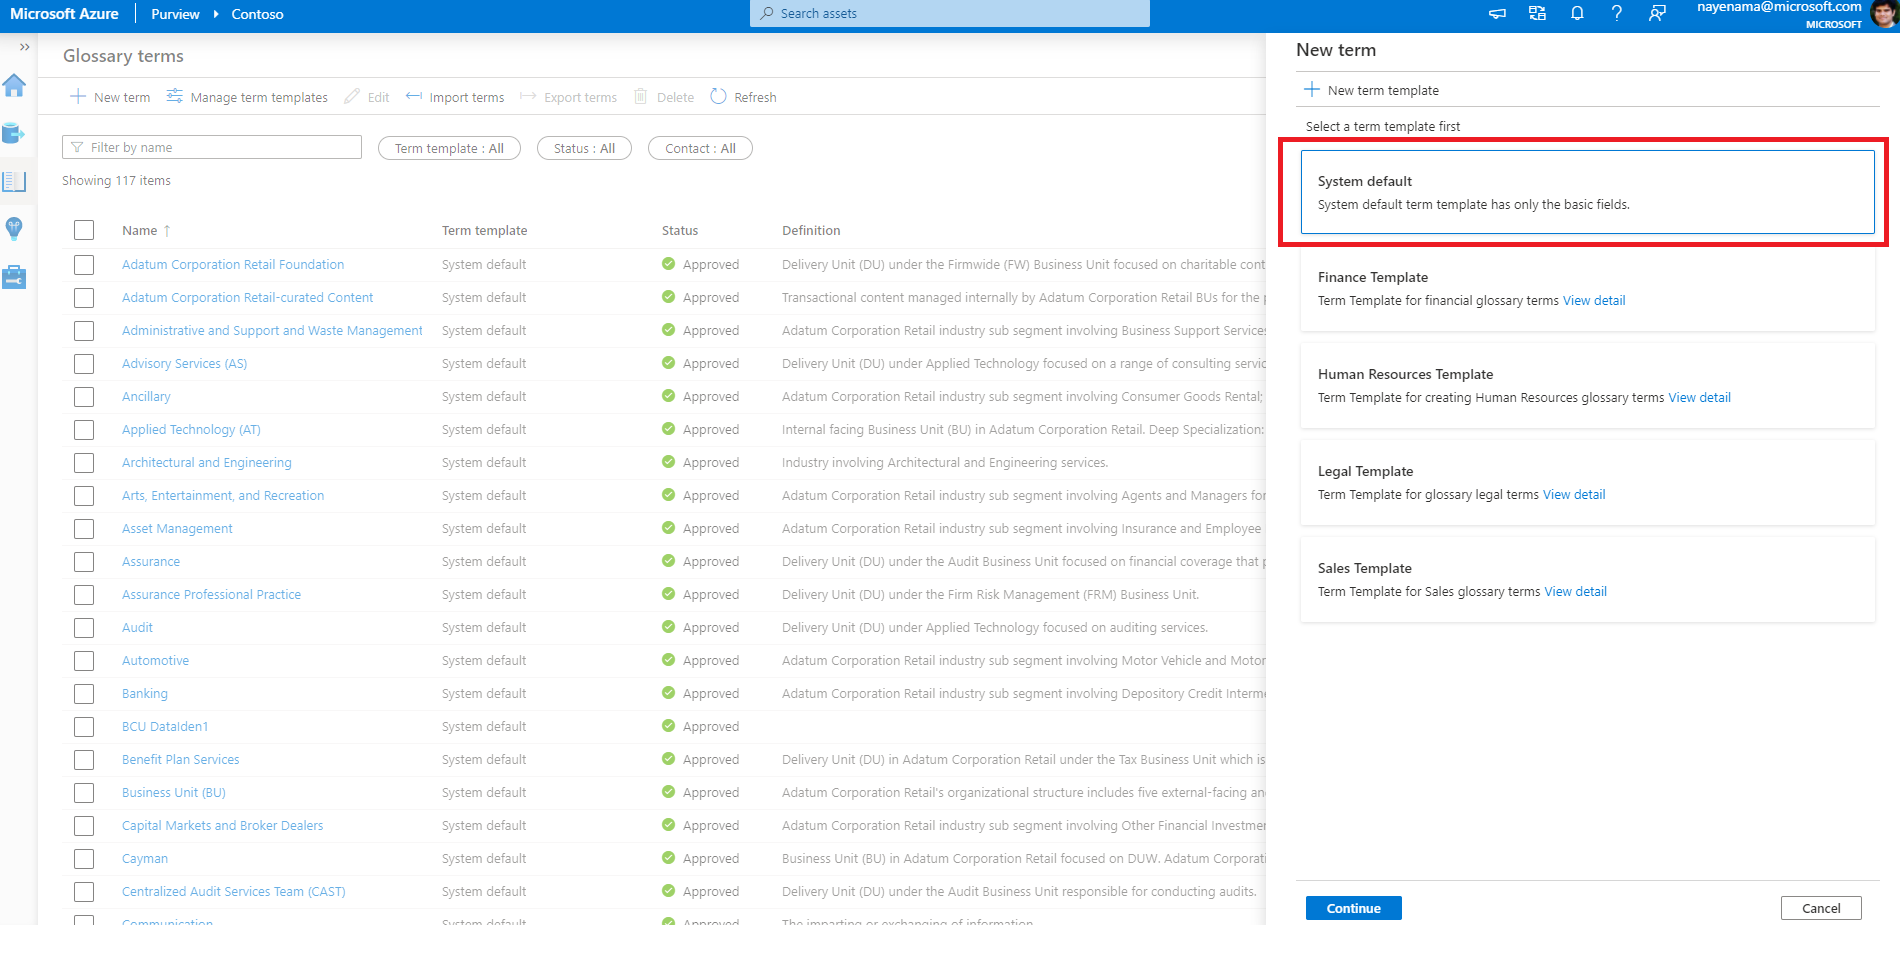 Microsoft Azure Purview Contoso
Search assets
nayenama@microsoft.com
MICROSOFT
Glossary terms
New term Manage term templates Edit Import terms Export terms Delete Refresh
Filter by name Term template : All Status : All Contact : All
Showing 117 items
Name ↑ Term template Status Definition
Adatum Corporation Retail Foundation System default Approved Delivery Unit (DU) under the Firmwide (FW) Business Unit focused on charitable cont
Adatum Corporation Retail-curated Content System default Approved Transactional content managed internally by Adatum Corporation Retail BUs for the p
Administrative and Support and Waste Management System default Approved Adatum Corporation Retail industry sub segment involving Business Support Services
Advisory Services (AS) System default Approved Delivery Unit (DU) under Applied Technology focused on a range of consulting servic
Ancillary System default Approved Adatum Corporation Retail industry sub segment involving Consumer Goods Rental;
Applied Technology (AT) System default Approved Internal facing Business Unit (BU) in Adatum Corporation Retail. Deep Specialization:
Architectural and Engineering System default Approved Industry involving Architectural and Engineering services.
Arts, Entertainment, and Recreation System default Approved Adatum Corporation Retail industry sub segment involving Agents and Managers for
Asset Management System default Approved Adatum Corporation Retail industry sub segment involving Insurance and Employee
Assurance System default Approved Delivery Unit (DU) under the Audit Business Unit focused on financial coverage that p
Assurance Professional Practice System default Approved Delivery Unit (DU) under the Firm Risk Management (FRM) Business Unit.
Audit System default Approved Delivery Unit (DU) under Applied Technology focused on auditing services.
Automotive System default Approved Adatum Corporation Retail industry sub segment involving Motor Vehicle and Motor
Banking System default Approved Adatum Corporation Retail industry sub segment involving Depository Credit Interme
BCU DataIden1 System default Approved
Benefit Plan Services System default Approved Delivery Unit (DU) in Adatum Corporation Retail under the Tax Business Unit which is
Business Unit (BU) System default Approved Adatum Corporation Retail's organizational structure includes five external-facing an
Capital Markets and Broker Dealers System default Approved Adatum Corporation Retail industry sub segment involving Other Financial Investmen
Cayman System default Approved Business Unit (BU) in Adatum Corporation Retail focused on DUW. Adatum Corporati
Centralized Audit Services Team (CAST) System default Approved Delivery Unit (DU) under the Audit Business Unit responsible for conducting audits.
Communication System default Approved The imparting or exchanging of information
New term
New term template
Select a term template first
System default
System default term template has only the basic fields.
Finance Template
Term Template for financial glossary terms View detail
Human Resources Template
Term Template for creating Human Resources glossary terms View detail
Legal Template
Term Template for glossary legal terms View detail
Sales Template
Term Template for Sales glossary terms View detail
Continue Cancel